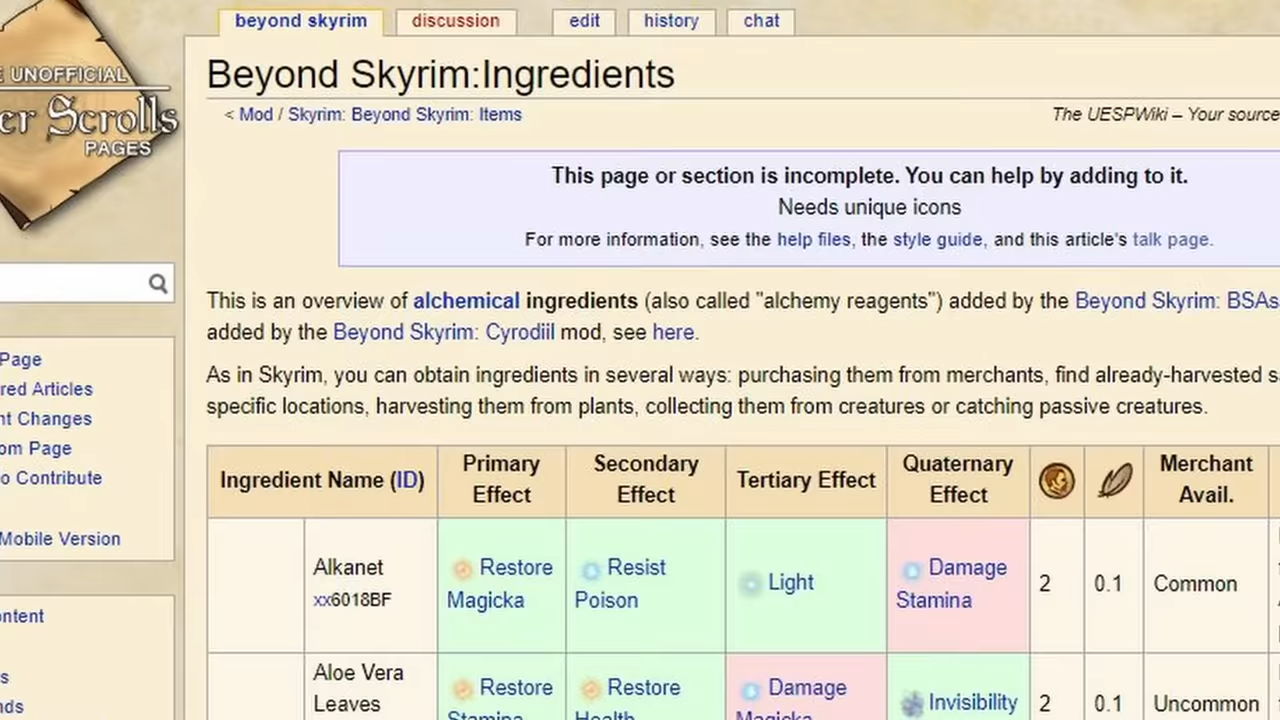 beyond skyrim discussion edit history chat
E UNOFFICIAL
er Scrolls
PAGES
Beyond Skyrim:Ingredients
< Mod / Skyrim: Beyond Skyrim: Items
The UESPWiki – Your source
This page or section is incomplete. You can help by adding to it.
Needs unique icons
For more information, see the help files, the style guide, and this article's talk page.
This is an overview of alchemical ingredients (also called "alchemy reagents") added by the Beyond Skyrim: BSAs
added by the Beyond Skyrim: Cyrodiil mod, see here.
As in Skyrim, you can obtain ingredients in several ways: purchasing them from merchants, find already-harvested s
specific locations, harvesting them from plants, collecting them from creatures or catching passive creatures.
Page
red Articles
nt Changes
om Page
o Contribute
Mobile Version
ontent
s
nds
Ingredient Name (ID)
Primary
Effect
Secondary
Effect
Tertiary Effect
Quaternary
Effect
Merchant
Avail.
Alkanet
xx6018BF
Restore
Magicka
Resist
Poison
Light
Damage
Stamina
2
0.1
Common
Aloe Vera
Leaves
Restore
Stamina
Restore
Health
Damage
Magicka
Invisibility
2
0.1
Uncommon